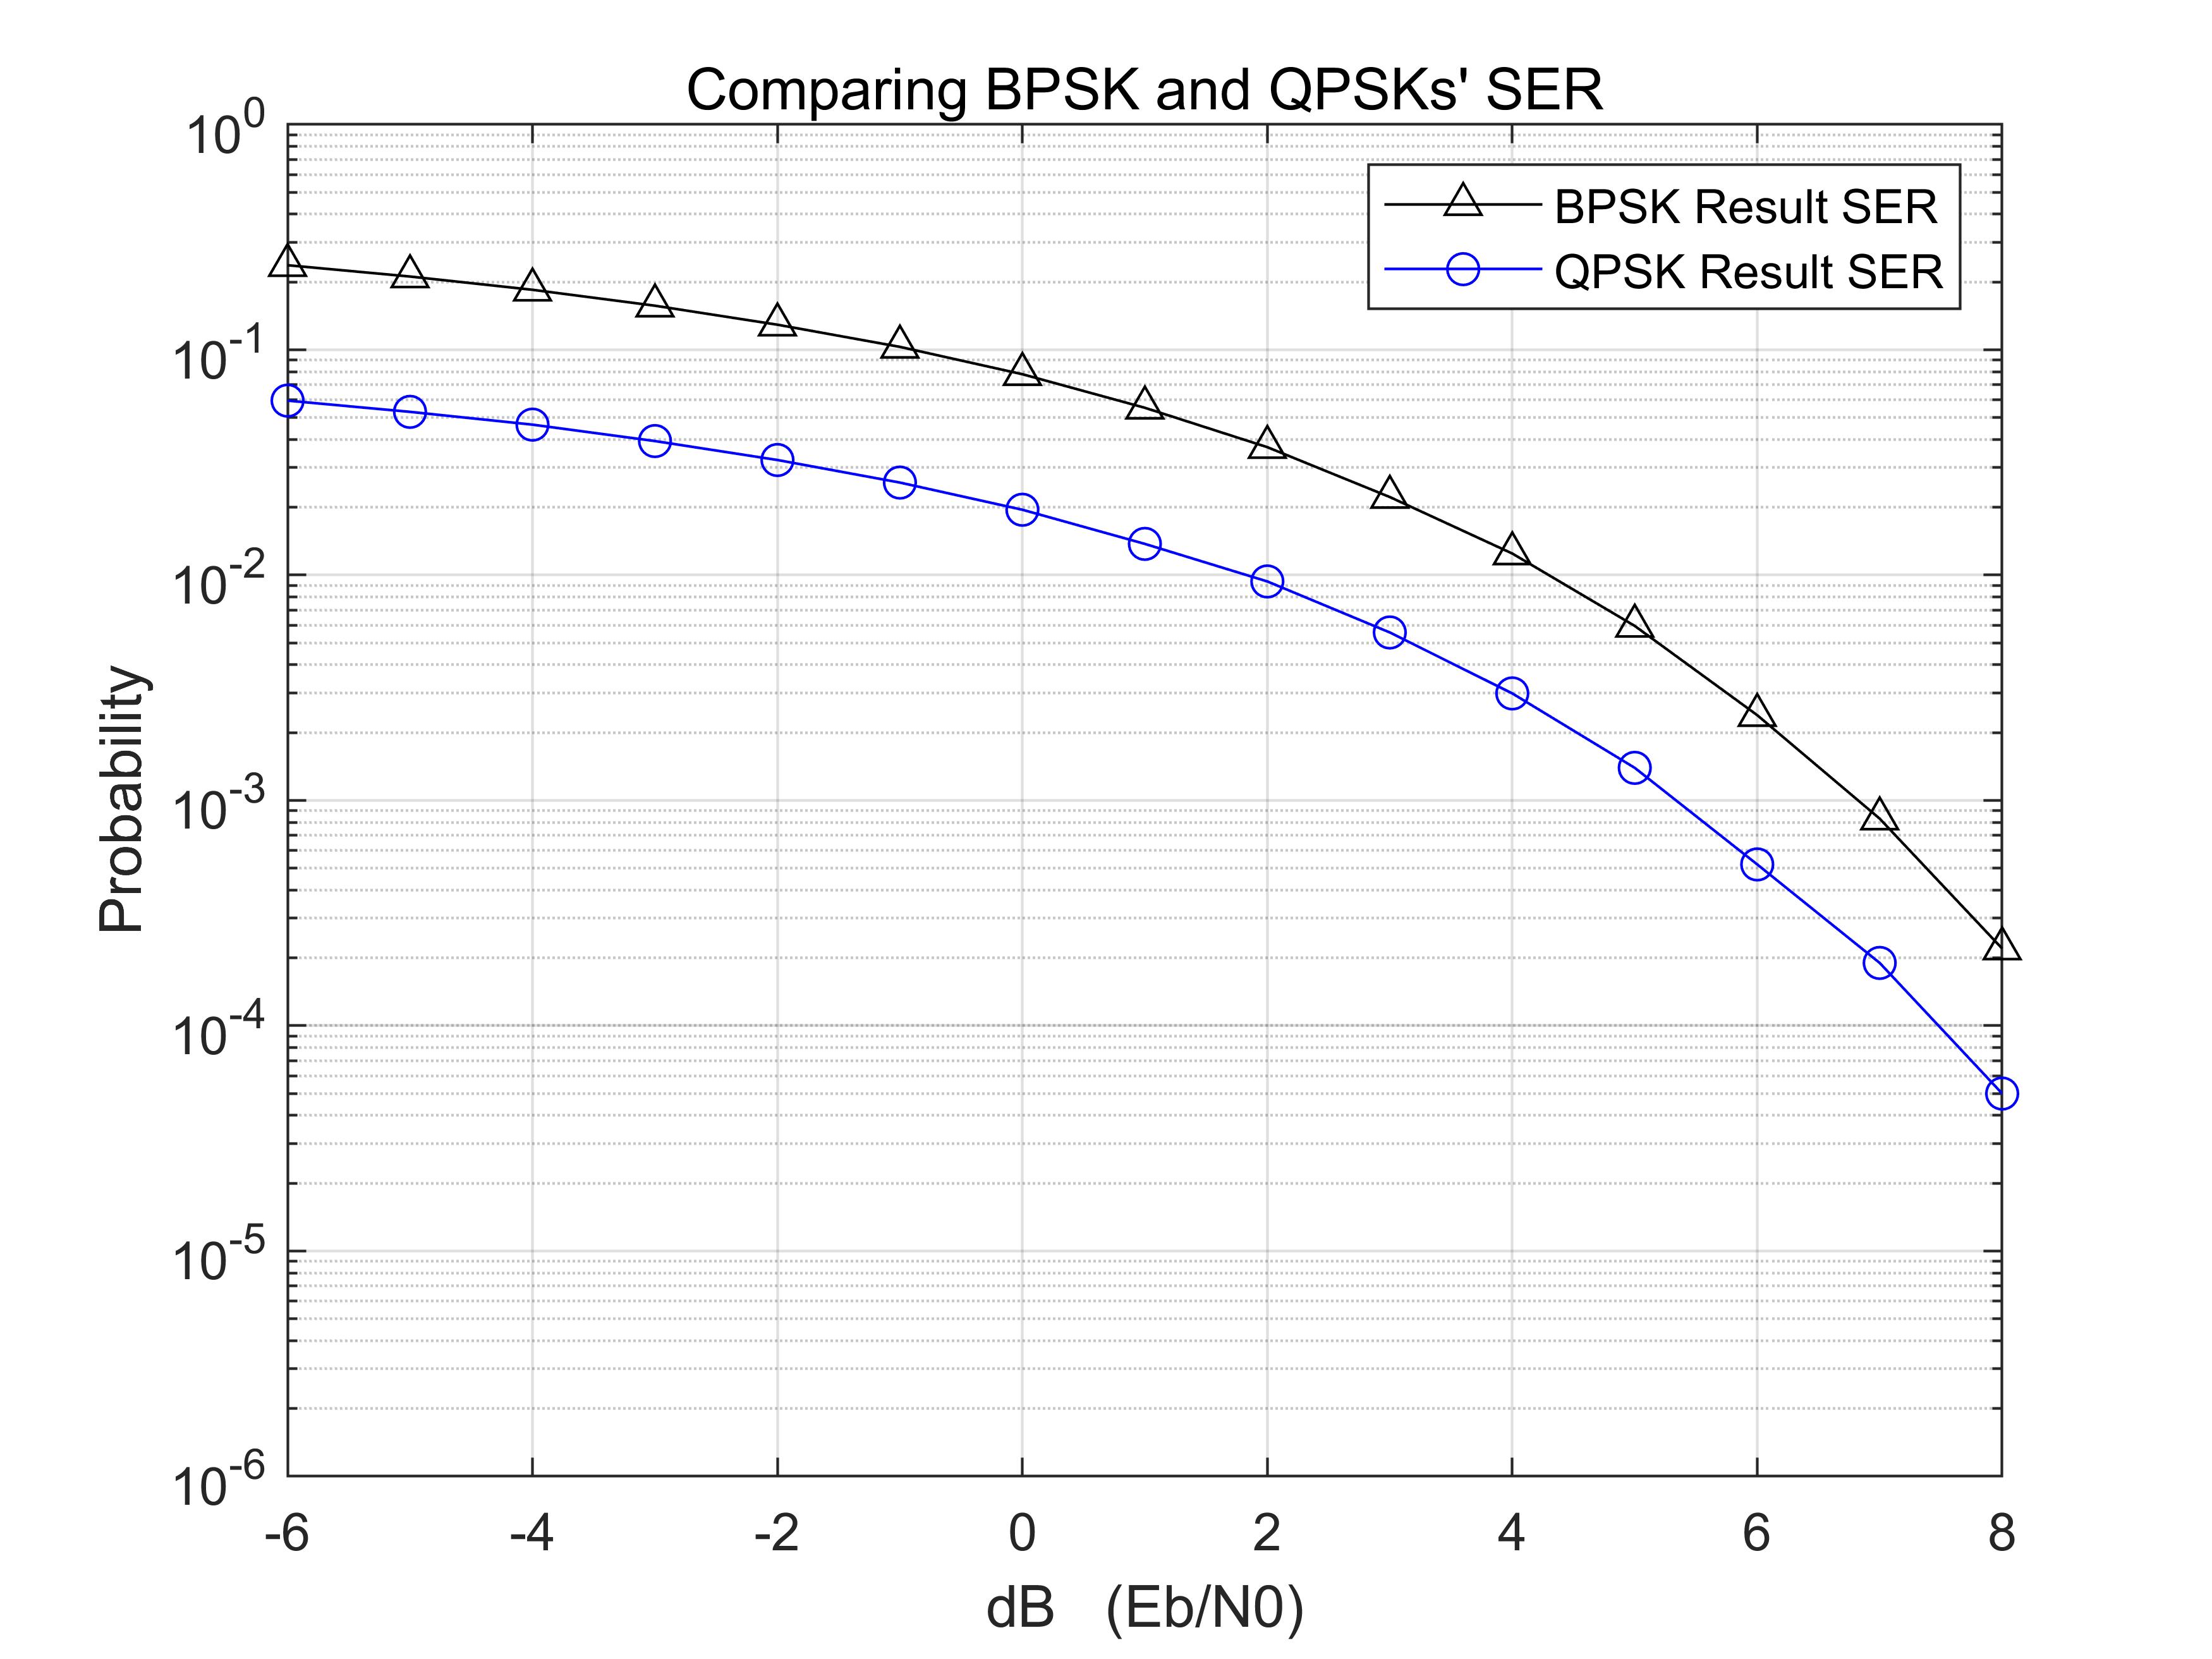 Comparing BPSK and QPSKs' SER
10^0
10^-1
10^-2
10^-3
10^-4
10^-5
10^-6
Probability
BPSK Result SER
QPSK Result SER
-6 -4 -2 0 2 4 6 8
dB (Eb/N0)